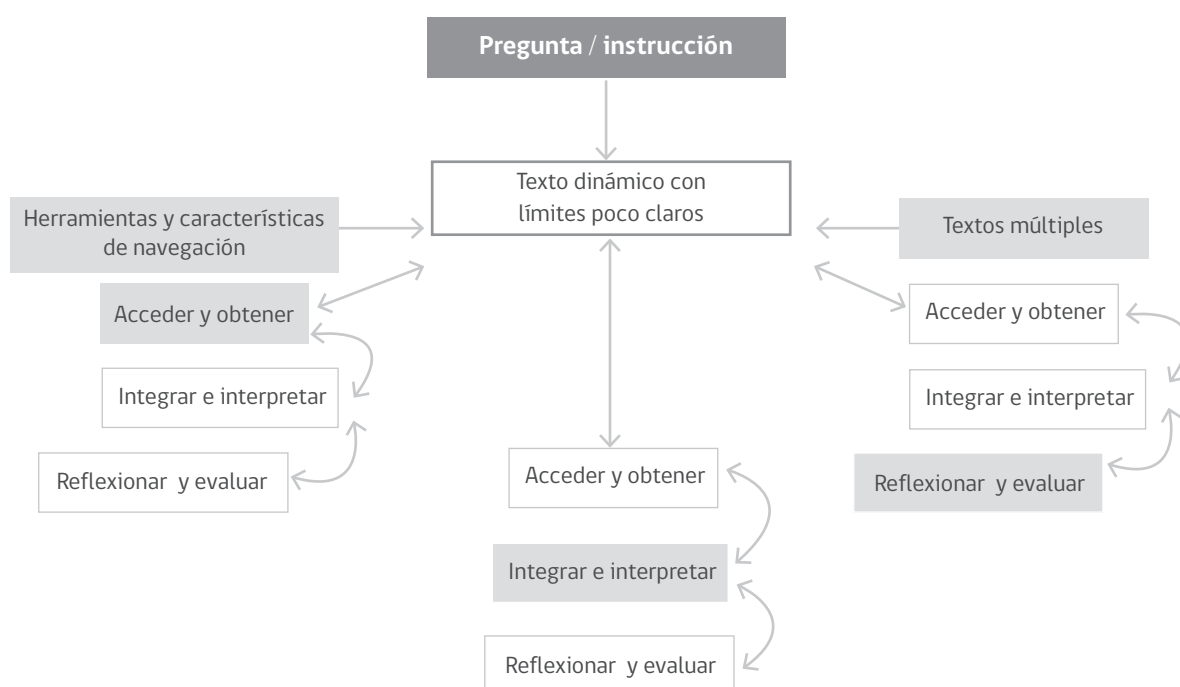 Pregunta / instrucción
Texto dinámico con
límites poco claros
Herramientas y características
de navegación
Acceder y obtener
Integrar e interpretar
Reflexionar y evaluar
Acceder y obtener
Integrar e interpretar
Reflexionar y evaluar
Textos múltiples
Acceder y obtener
Integrar e interpretar
Reflexionar y evaluar